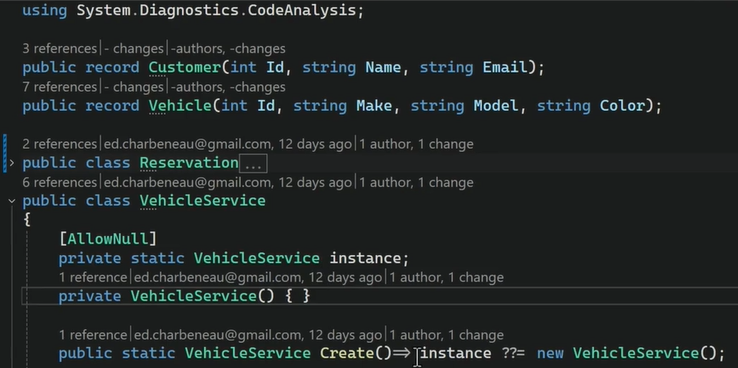 using System.Diagnostics.CodeAnalysis;
3 references|- changes|-authors, -changes
public record Customer(int Id, string Name, string Email);
7 references|- changes|-authors, -changes
public record Vehicle(int Id, string Make, string Model, string Color);
2 references|ed.charbeneau@gmail.com, 12 days ago|1 author, 1 change
public class Reservation...
6 references|ed.charbeneau@gmail.com, 12 days ago|1 author, 1 change
public class VehicleService
{
[AllowNull]
private static VehicleService instance;
1 reference|ed.charbeneau@gmail.com, 12 days ago|1 author, 1 change
private VehicleService() { }
1 reference|ed.charbeneau@gmail.com, 12 days ago|1 author, 1 change
public static VehicleService Create()=> instance ??= new VehicleService();